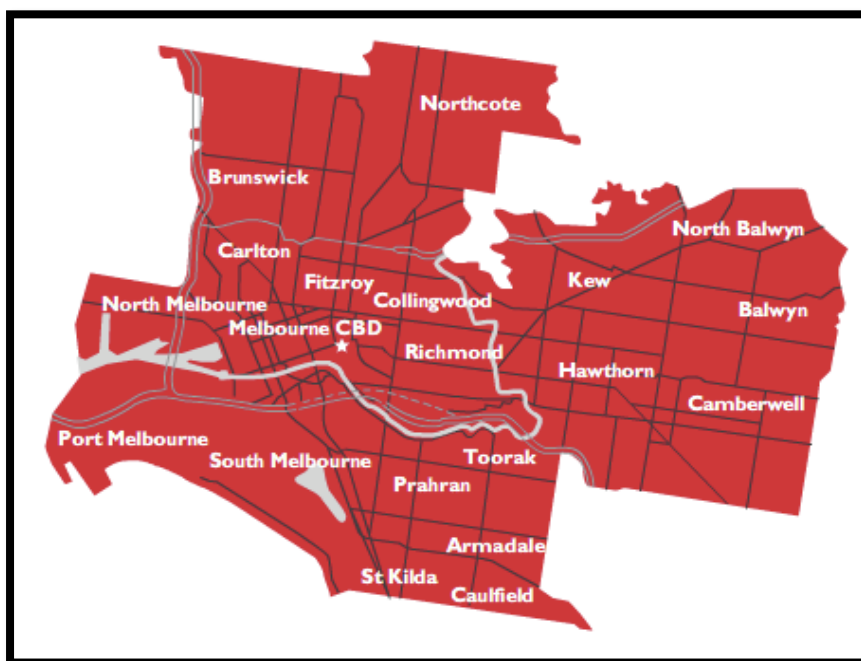 Northcote
Brunswick
North Balwyn
Carlton
Fitzroy
Kew
Collingwood
North Melbourne
Balwyn
Melbourne CBD
Richmond
Hawthorn
Camberwell
Port Melbourne
South Melbourne
Toorak
Prahran
Armadale
St Kilda
Caulfield